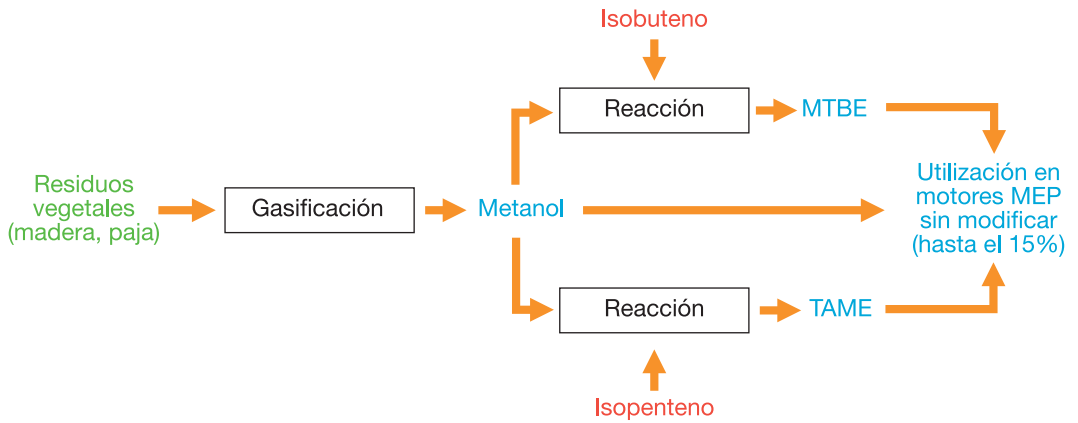 Isobuteno
Reacción
MTBE
Residuos
vegetales
(madera, paja)
Gasificación
Metanol
Utilización en
motores MEP
sin modificar
(hasta el 15%)
Reacción
TAME
Isopenteno